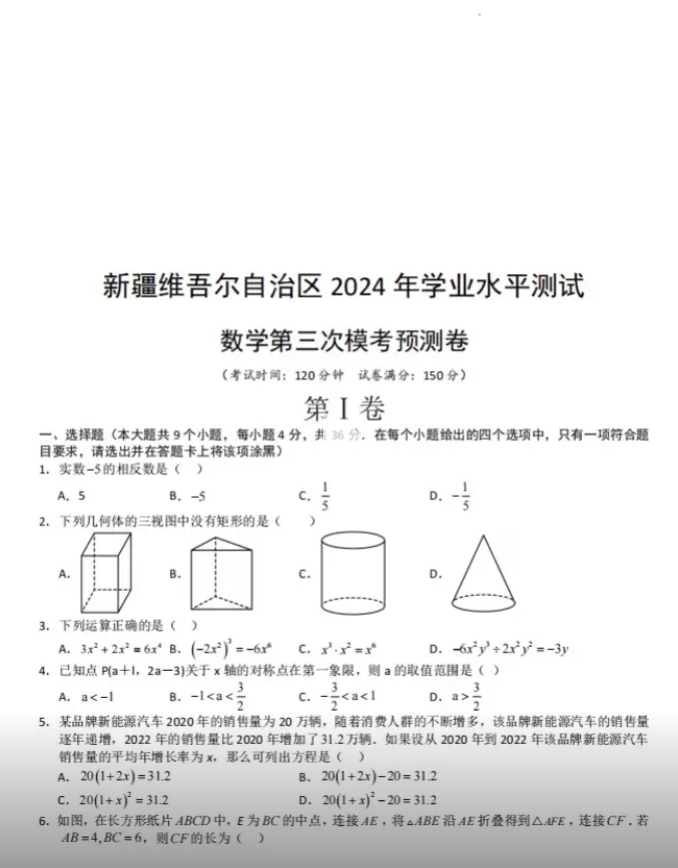 新疆维吾尔自治区 2024 年学业水平测试
数学第三次模考预测卷
（考试时间：120 分钟 试卷满分：150 分）
第 I 卷
一、选择题（本大题共 9 个小题，每小题 4 分，共 36 分．在每个小题给出的四个选项中，只有一项符合题
目要求，请选出并在答题卡上将该项涂黑）
1．实数−5的相反数是（ ）
A．5 B．−5 C．1/5 D．−1/5
2．下列几何体的三视图中没有矩形的是（ ）
A． B． C． D．
3．下列运算正确的是（ ）
A．3x²+2x²=6x⁴ B．(−2x²)³=−6x⁶ C．x³·x²=x⁶ D．−6x²y³÷2x²y²=−3y
4．已知点 P(a＋1，2a－3)关于 x 轴的对称点在第一象限，则 a 的取值范围是（ ）
A．a<−1 B．−1<a<3/2 C．−3/2<a<1 D．a>3/2
5．某品牌新能源汽车 2020 年的销售量为 20 万辆，随着消费人群的不断增多，该品牌新能源汽车的销售量
逐年递增，2022 年的销售量比 2020 年增加了 31.2 万辆．如果设从 2020 年到 2022 年该品牌新能源汽车
销售量的平均年增长率为 x，那么可列出方程是（ ）
A．20(1+2x)=31.2 B．20(1+2x)−20=31.2
C．20(1+x)²=31.2 D．20(1+x)²−20=31.2
6．如图，在长方形纸片 ABCD 中，E 为 BC 的中点，连接 AE，将△ABE 沿 AE 折叠得到△AFE，连接 CF．若
AB=4,BC=6，则 CF 的长为（ ）